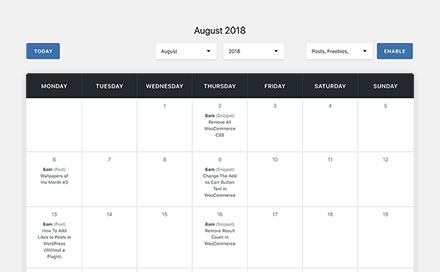 August 2018
TODAY
August
2018
Posts, Freebies,
ENABLE
MONDAY TUESDAY WEDNESDAY THURSDAY FRIDAY SATURDAY SUNDAY
1 2 3 4 5
6am (Snippet)
Remove All
WooCommerce
CSS
6 7 8 9 10 11 12
6am (Post)
Wallpapers of
the Month #3
6am (Snippet)
Change The Add
to Cart Button
Text in
WooCommerce
13 14 15 16 17 18 19
6am (Post)
How To Add
Likes to Posts in
WordPress
(Without a
Plugin)
6am (Snippet)
Remove Result
Count in
WooCommerce